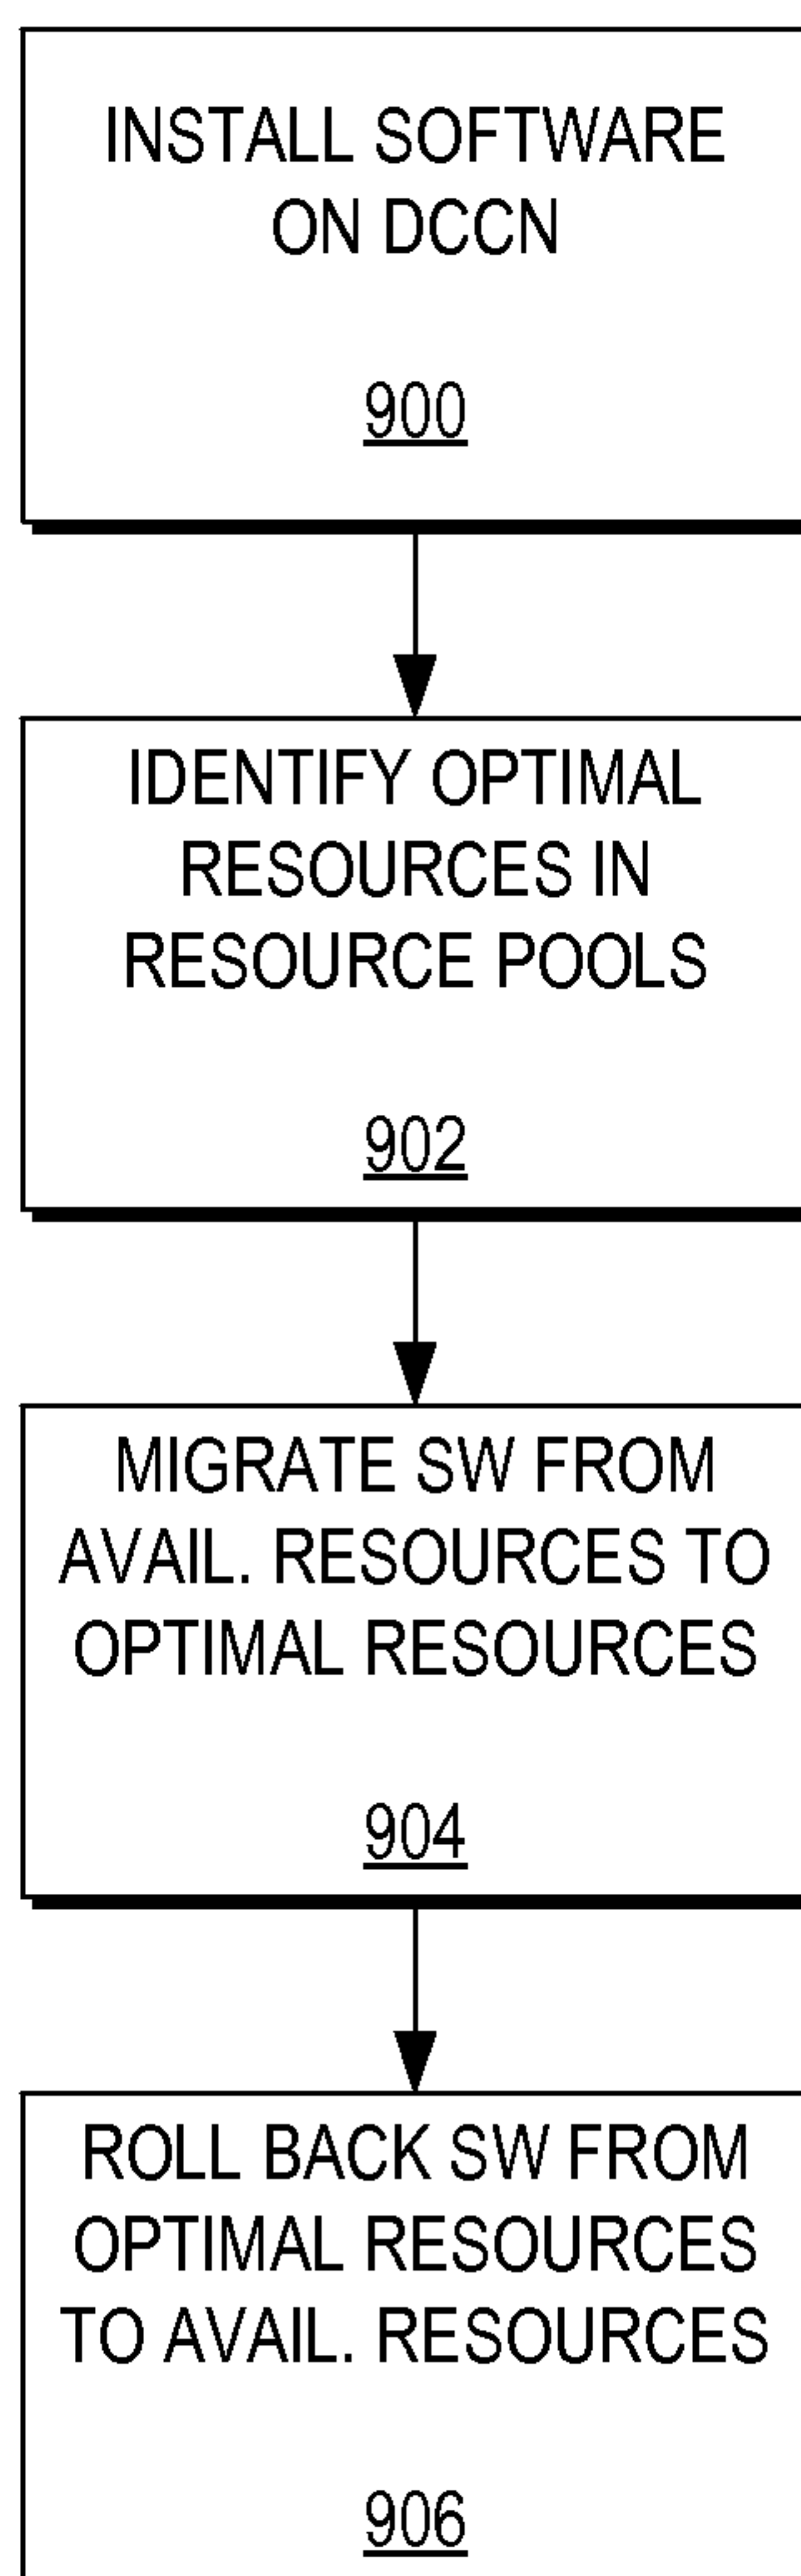 INSTALL SOFTWARE
ON DCCN
900
IDENTIFY OPTIMAL
RESOURCES IN
RESOURCE POOLS
902
MIGRATE SW FROM
AVAIL. RESOURCES TO
OPTIMAL RESOURCES
904
ROLL BACK SW FROM
OPTIMAL RESOURCES
TO AVAIL. RESOURCES
906